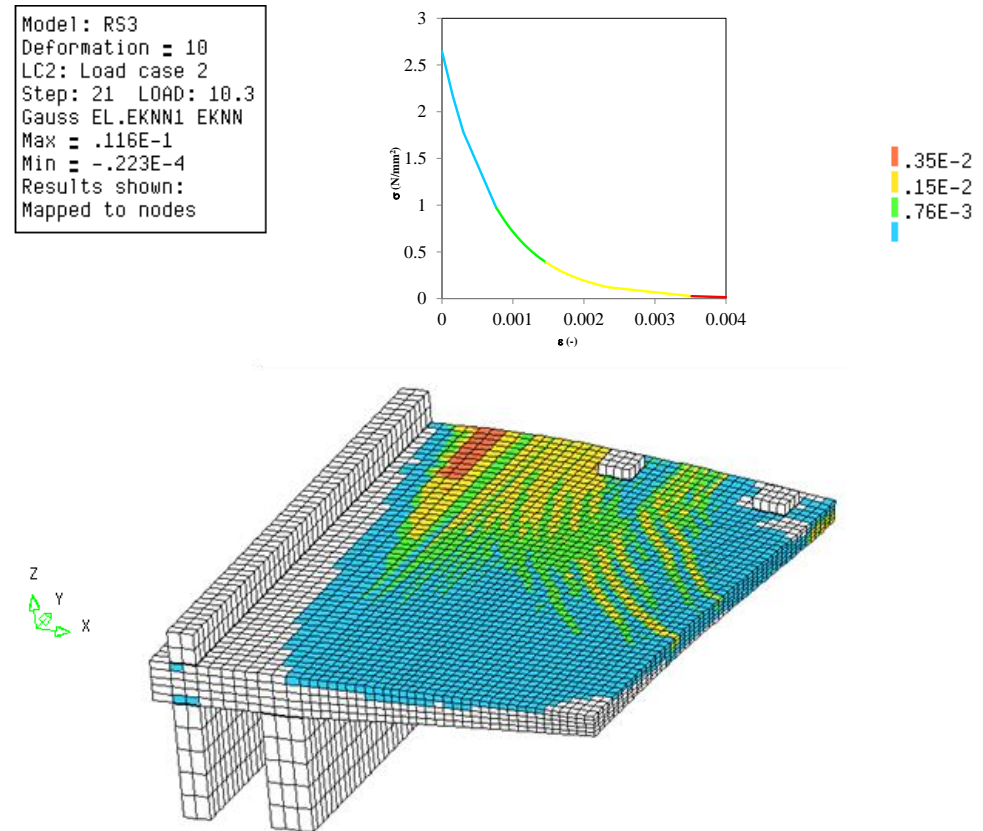 Model: RS3
Deformation = 10
LC2: Load case 2
Step: 21 LOAD: 10.3
Gauss EL.EKNN1 EKNN
Max = .116E-1
Min = -.223E-4
Results shown:
Mapped to nodes
3
2.5
2
1.5
1
0.5
0
σ (N/mm²)
0 0.001 0.002 0.003 0.004
ε (-)
.35E-2
.15E-2
.76E-3
Z
Y
X